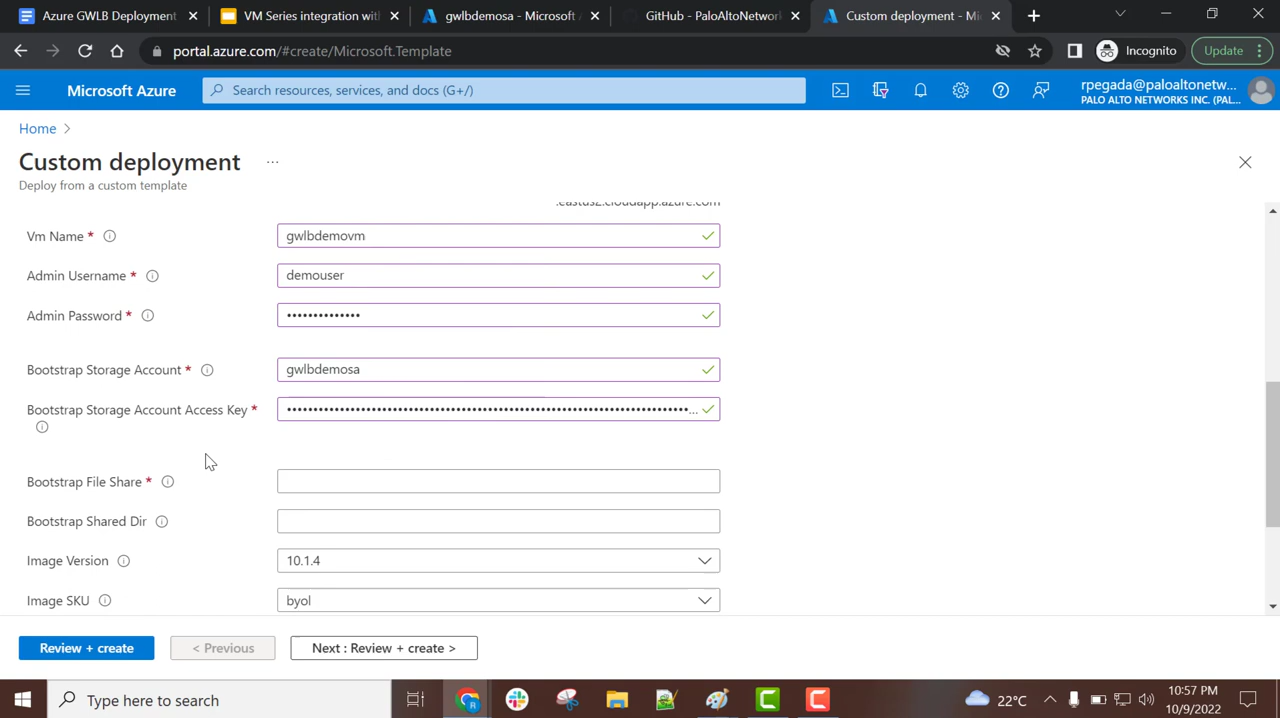 Azure GWLB Deployment
VM Series integration with
gwlbdemosa - Microsoft A
GitHub - PaloAltoNetwork
Custom deployment - Mic
portal.azure.com/#create/Microsoft.Template
Incognito
Update
Microsoft Azure
Search resources, services, and docs (G+/)
rpegada@paloaltonetw...
PALO ALTO NETWORKS INC. (PAL...
Home
Custom deployment ...
Deploy from a custom template
.eastus2.cloudapp.azure.com
Vm Name *
gwlbdemovm
Admin Username *
demouser
Admin Password *
••••••••••••••
Bootstrap Storage Account *
gwlbdemosa
Bootstrap Storage Account Access Key *
Bootstrap File Share *
Bootstrap Shared Dir
Image Version
10.1.4
Image SKU
byol
Review + create
< Previous
Next : Review + create >
Type here to search
22°C
10:57 PM
10/9/2022